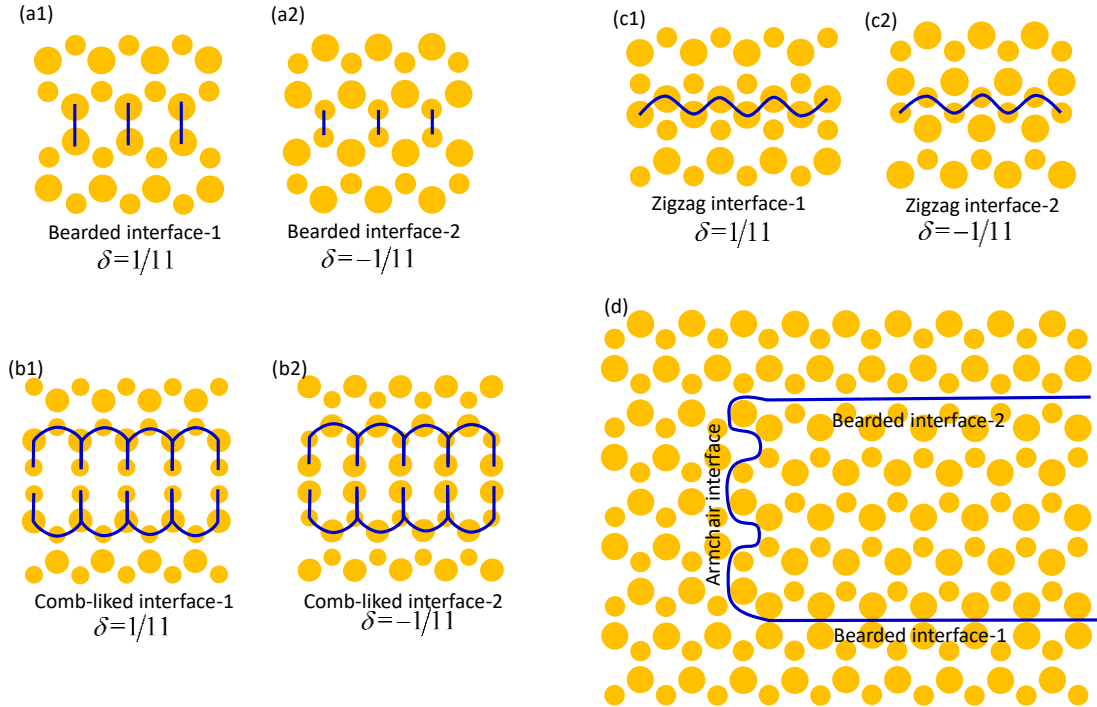 (a1)
(a2)
Bearded interface-1
δ=1/11
Bearded interface-2
δ=−1/11
(c1)
(c2)
Zigzag interface-1
δ=1/11
Zigzag interface-2
δ=−1/11
(b1)
(b2)
Comb-liked interface-1
δ=1/11
Comb-liked interface-2
δ=−1/11
(d)
Bearded interface-2
Armchair interface
Bearded interface-1